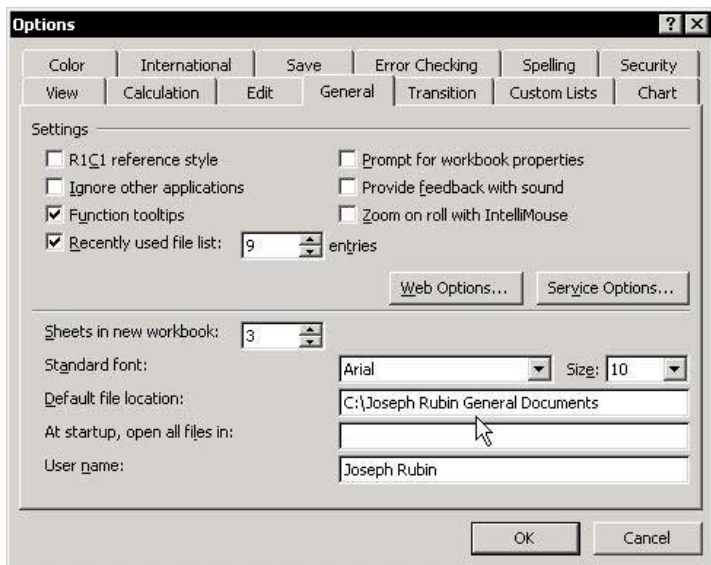 Options
Color International Save Error Checking Spelling Security
View Calculation Edit General Transition Custom Lists Chart
Settings
R1C1 reference style Prompt for workbook properties
Ignore other applications Provide feedback with sound
Function tooltips Zoom on roll with IntelliMouse
Recently used file list: 9 entries
Web Options... Service Options...
Sheets in new workbook: 3
Standard font: Arial Size: 10
Default file location: C:\Joseph Rubin General Documents
At startup, open all files in:
User name: Joseph Rubin
OK Cancel